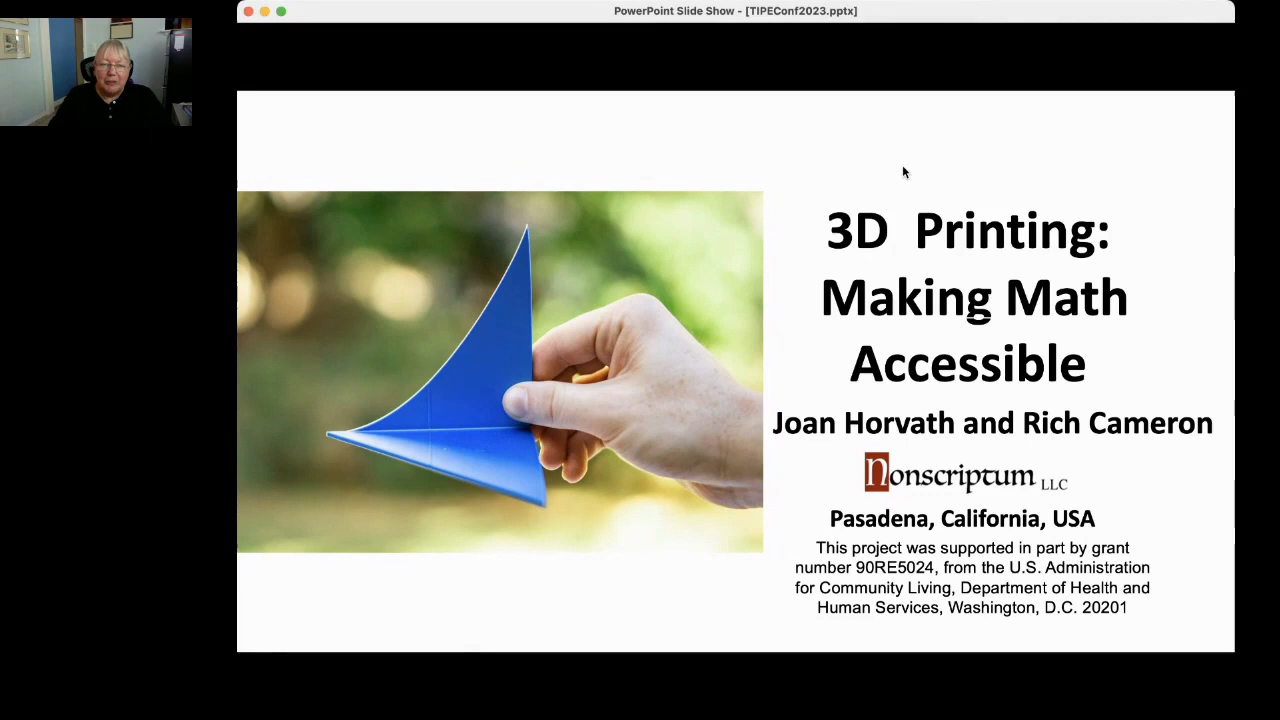 PowerPoint Slide Show - [TIPEConf2023.pptx]
3D Printing:
Making Math
Accessible
Joan Horvath and Rich Cameron
Nonscriptum LLC
Pasadena, California, USA
This project was supported in part by grant
number 90RE5024, from the U.S. Administration
for Community Living, Department of Health and
Human Services, Washington, D.C. 20201